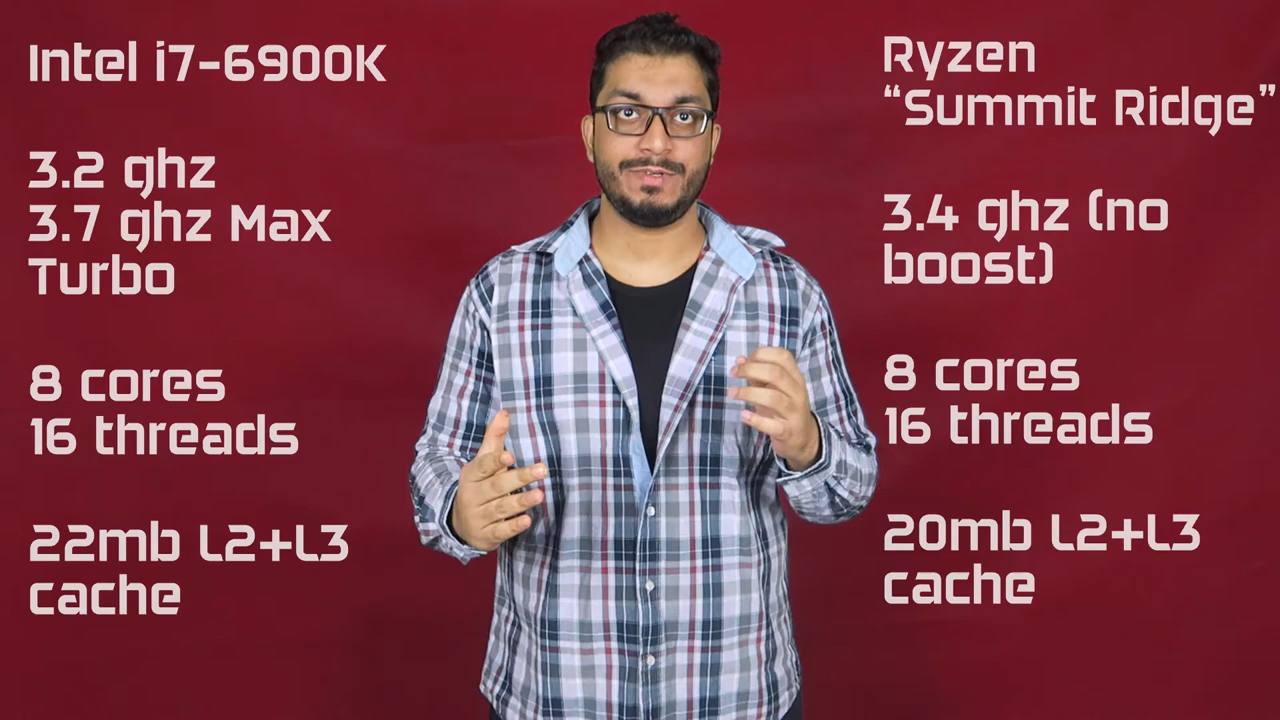 Intel i7-6900K
3.2 ghz
3.7 ghz Max
Turbo
8 cores
16 threads
22mb L2+L3
cache
Ryzen
“Summit Ridge”
3.4 ghz (no
boost)
8 cores
16 threads
20mb L2+L3
cache